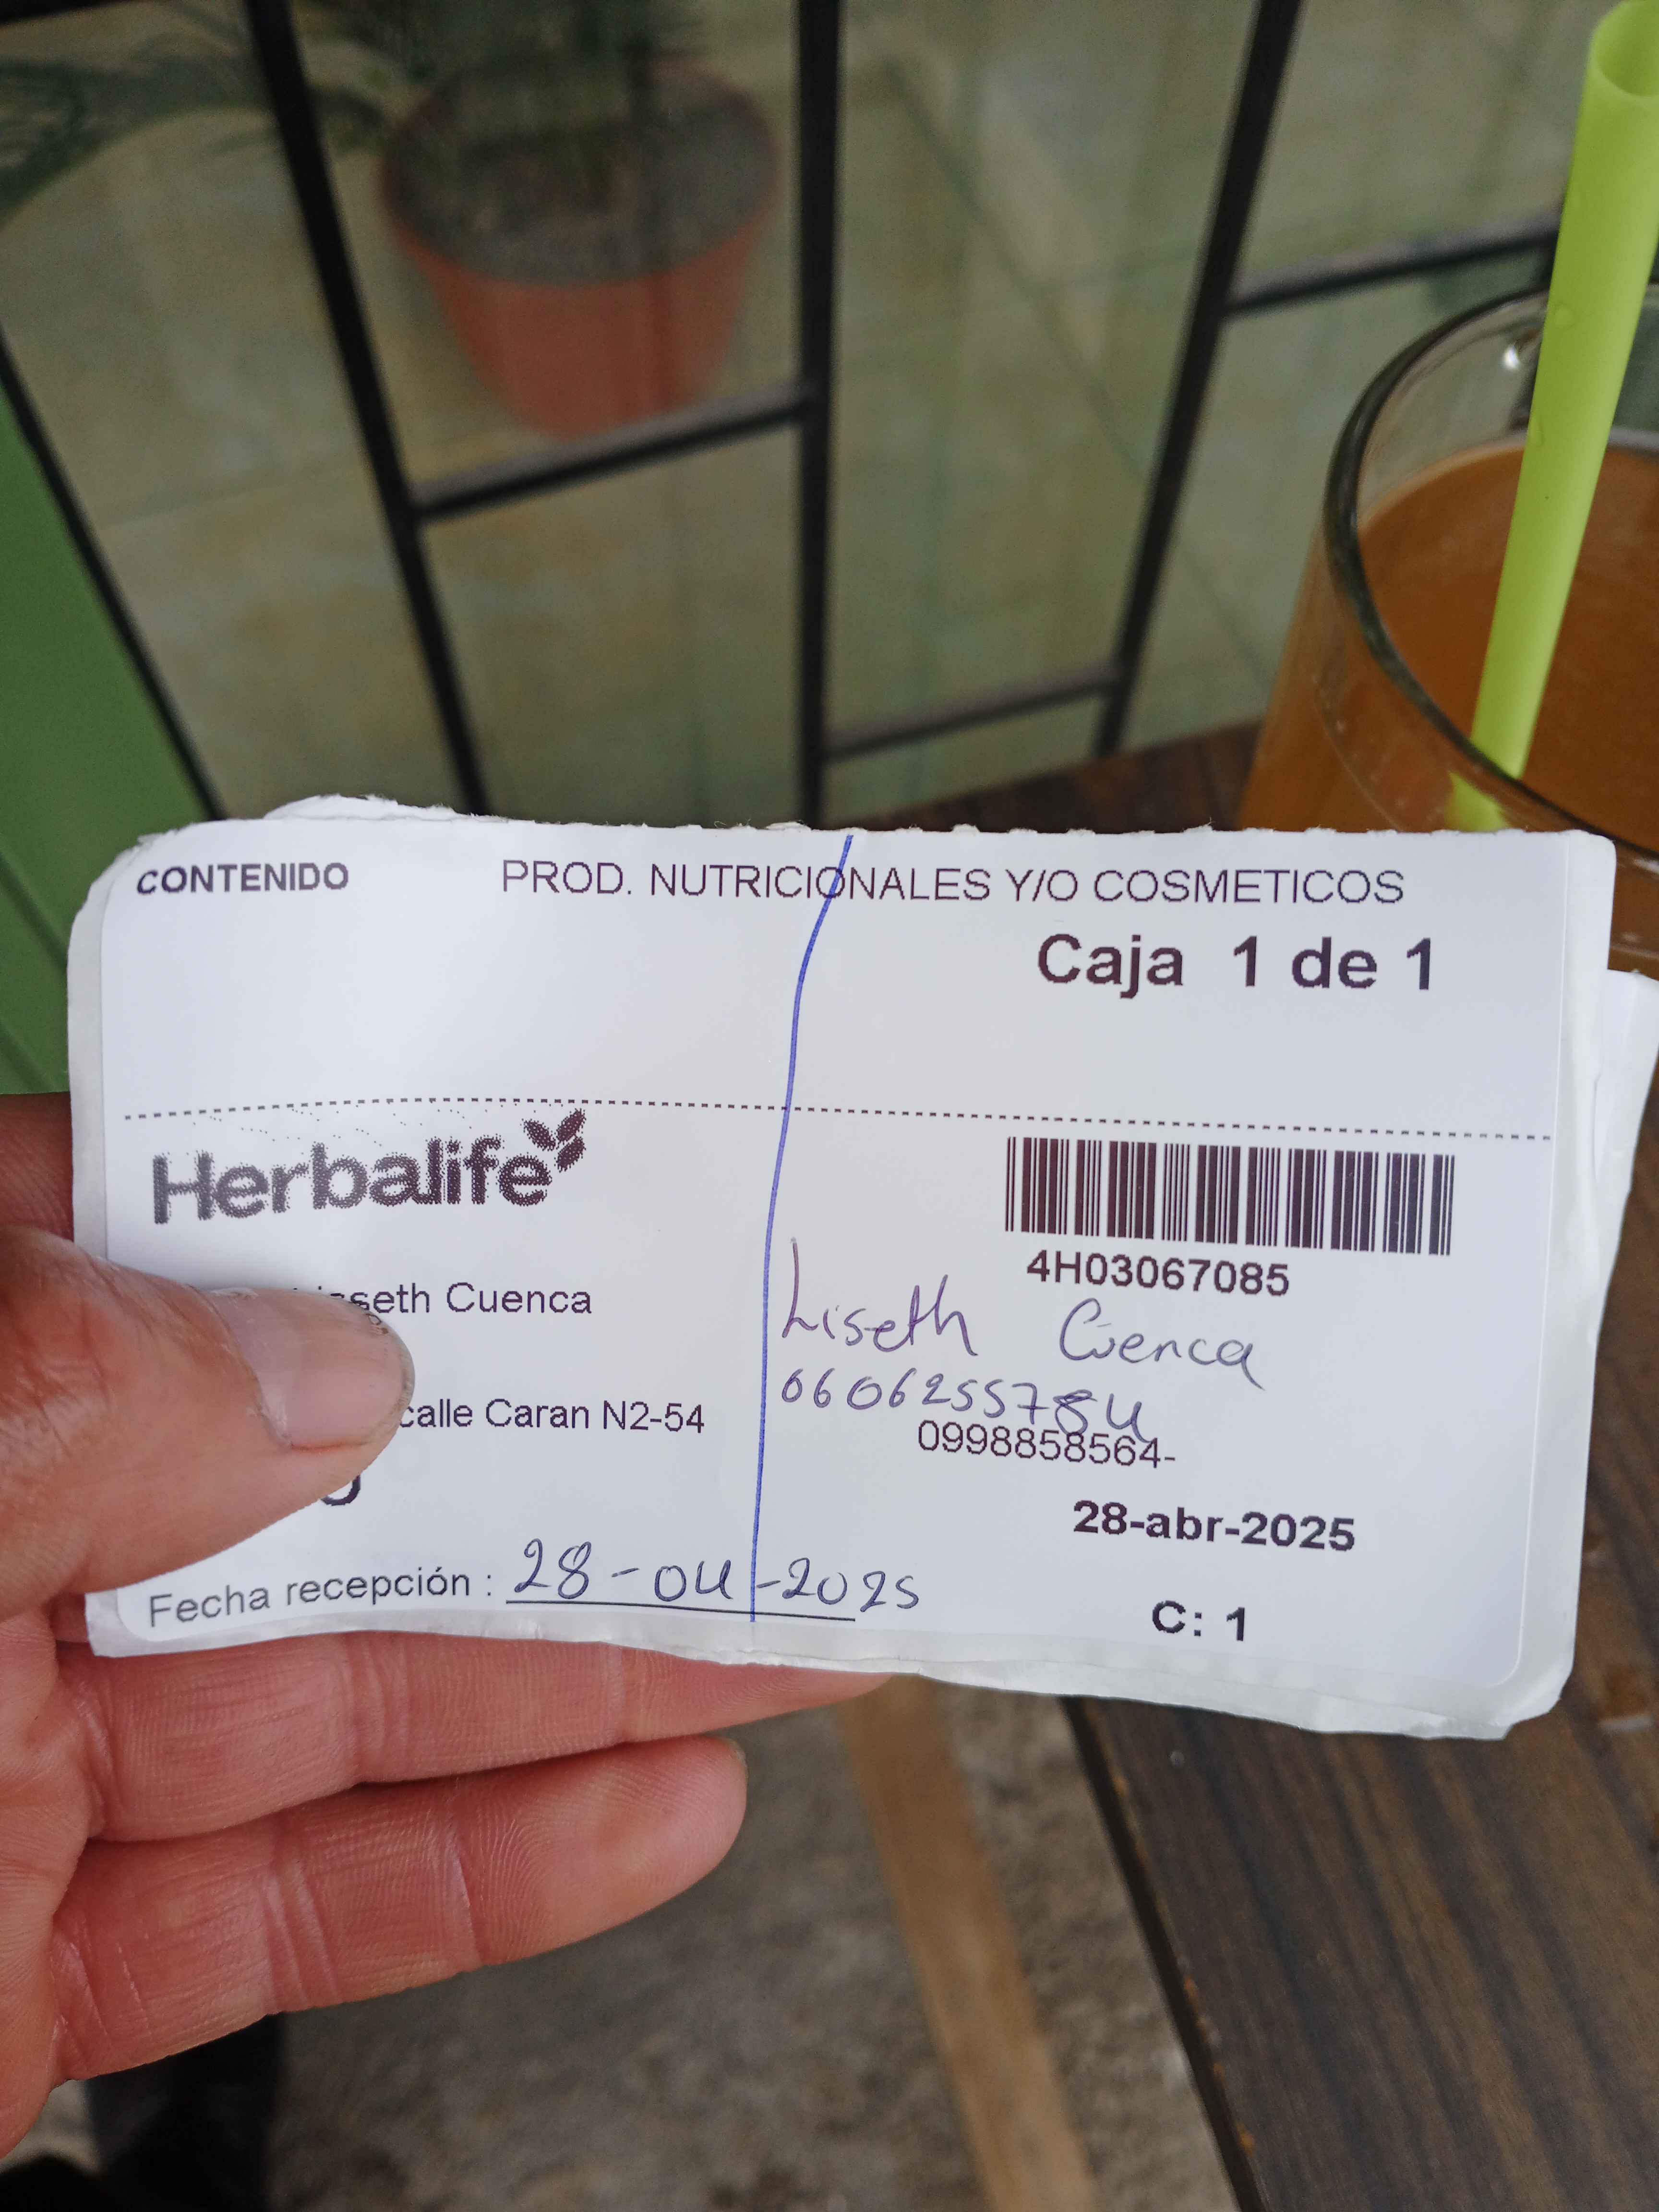 CONTENIDO PROD. NUTRICIONALES Y/O COSMETICOS
Caja 1 de 1
Herbalife
4H03067085
Cuenca
Liseth Cuenca
0606255784
calle Caran N2-54
0998858564-
28-abr-2025
Fecha recepción : 28-04-2025
C: 1